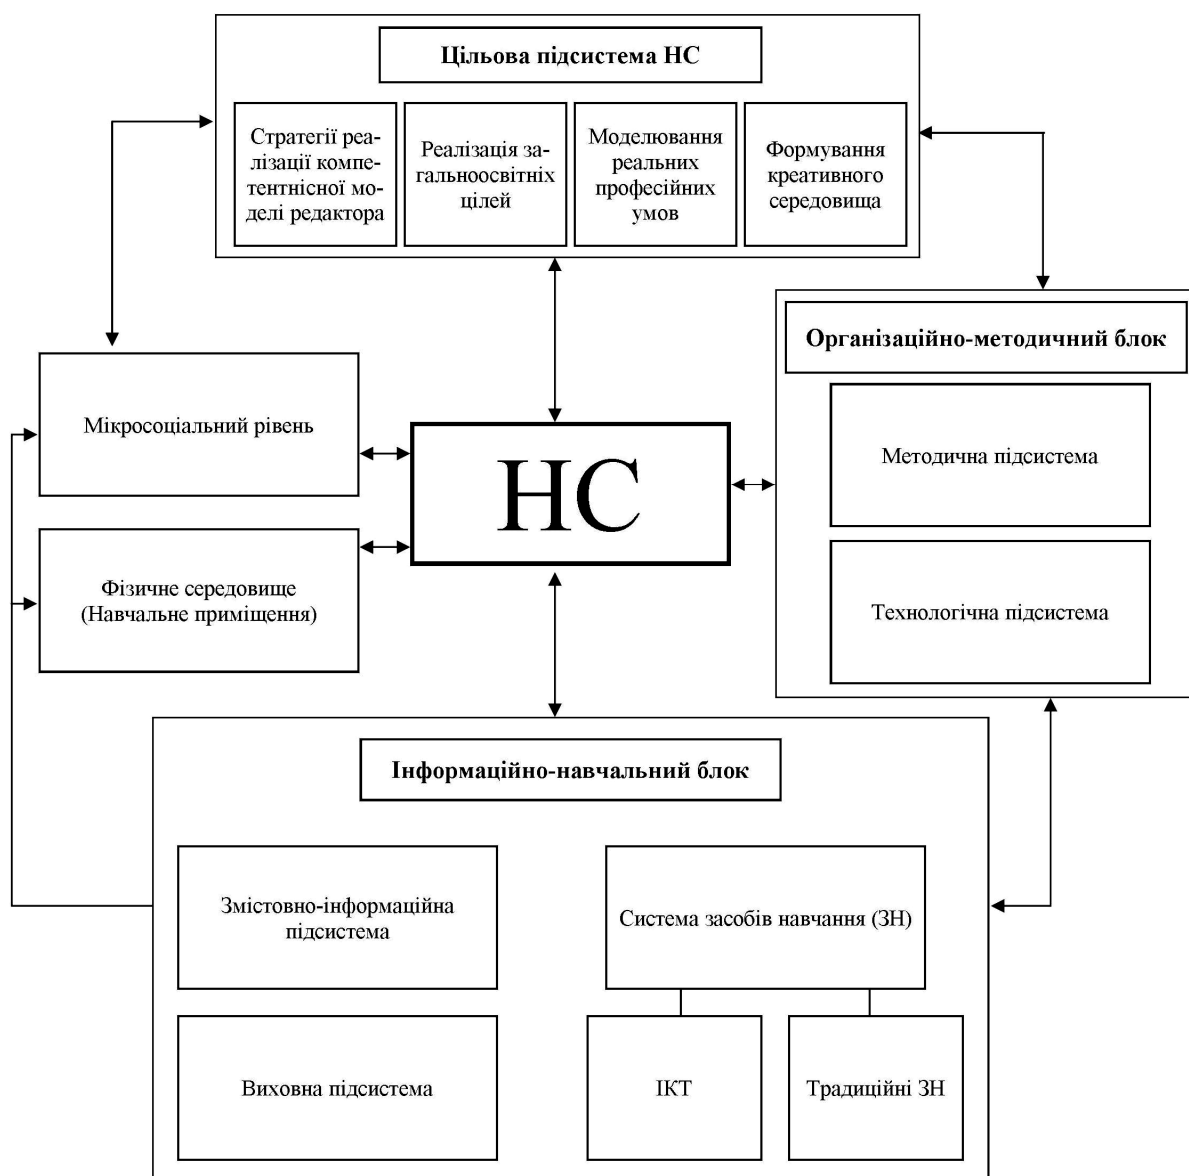 Цільова підсистема НС
Стратегії реа-
лізації компе-
тентнісної мо-
делі редактора
Реалізація за-
гальноосвітніх
цілей
Моделювання
реальних
професійних
умов
Формування
креативного
середовища
Організаційно-методичний блок
Методична підсистема
Технологічна підсистема
Мікросоціальний рівень
НС
Фізичне середовище
(Навчальне приміщення)
Інформаційно-навчальний блок
Змістовно-інформаційна
підсистема
Система засобів навчання (ЗН)
Виховна підсистема
ІКТ
Традиційні ЗН